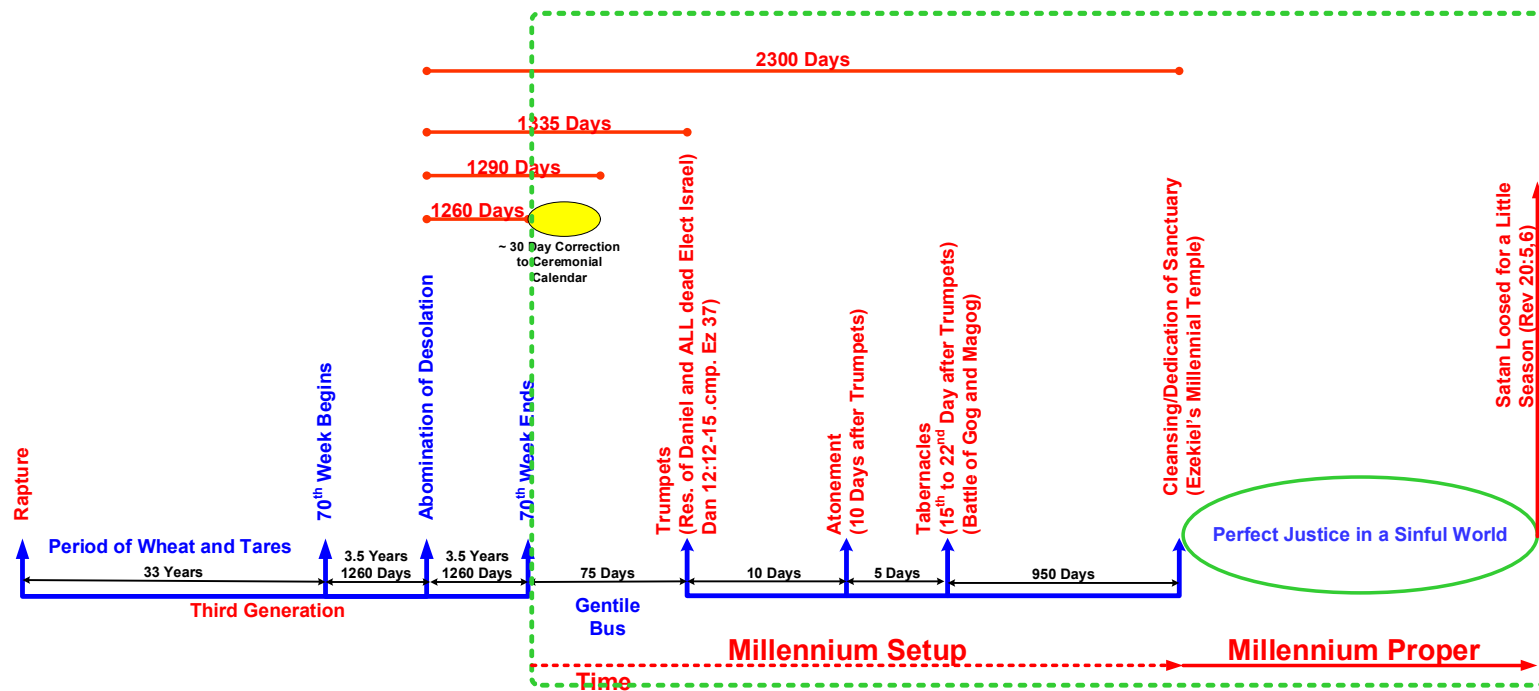 2300 Days
1335 Days
1290 Days
1260 Days
~ 30 Day Correction
to Ceremonial
Calendar
Rapture
70th Week Begins
Abomination of Desolation
70th Week Ends
Trumpets
(Res. of Daniel and ALL dead Elect Israel)
Dan 12:12-15 .cmp. Ez 37)
Atonement
(10 Days after Trumpets)
Tabernacles
(15th to 22nd Day after Trumpets)
(Battle of Gog and Magog)
Cleansing/Dedication of Sanctuary
(Ezekiel's Millennial Temple)
Satan Loosed for a Little
Season (Rev 20:5,6)
Period of Wheat and Tares
33 Years
3.5 Years
1260 Days
3.5 Years
1260 Days
75 Days
10 Days
5 Days
950 Days
Perfect Justice in a Sinful World
Third Generation
Gentile
Bus
Millennium Setup
Millennium Proper
Time